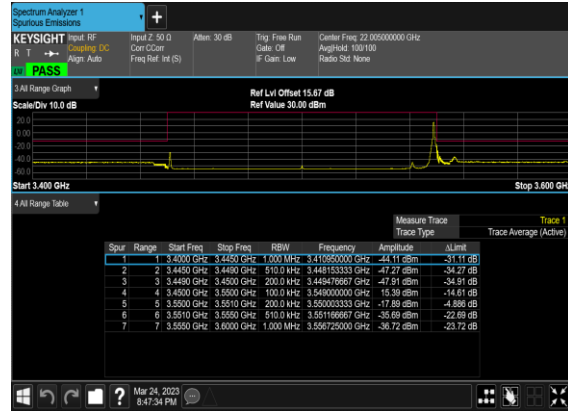 Spectrum Analyzer 1
Spurious Emissions
KEYSIGHT Input: RF Input Z: 50 Ω Atten: 30 dB Trig: Free Run Center Freq: 22.005000000 GHz
R T Coupling: DC Corr CCorr Gate: Off Avg|Hold: 100/100
Align: Auto Freq Ref: Int (S) IF Gain: Low Radio Std: None
PASS
3 All Range Graph Ref Lvl Offset 15.67 dB
Scale/Div 10.0 dB Ref Value 30.00 dBm
20.0
0.00
-20.0
-40.0
-60.0
Start 3.400 GHz Stop 3.600 GH
4 All Range Table
Measure Trace Trace 1
Trace Type Trace Average (Active)
Spur Range Start Freq Stop Freq RBW Frequency Amplitude ΔLimit
1 1 3.4000 GHz 3.4450 GHz 1.000 MHz 3.410950000 GHz -44.11 dBm -31.11 dB
2 2 3.4450 GHz 3.4490 GHz 510.0 kHz 3.448153333 GHz -47.27 dBm -34.27 dB
3 3 3.4490 GHz 3.4500 GHz 200.0 kHz 3.449476667 GHz -47.91 dBm -34.91 dB
4 4 3.4500 GHz 3.5500 GHz 100.0 kHz 3.549000000 GHz 15.39 dBm -14.61 dB
5 5 3.5500 GHz 3.5510 GHz 200.0 kHz 3.550003333 GHz -17.89 dBm -4.886 dB
6 6 3.5510 GHz 3.5550 GHz 510.0 kHz 3.551166667 GHz -35.69 dBm -22.69 dB
7 7 3.5550 GHz 3.6000 GHz 1.000 MHz 3.556725000 GHz -36.72 dBm -23.72 dB
Mar 24, 2023
8:47:34 PM